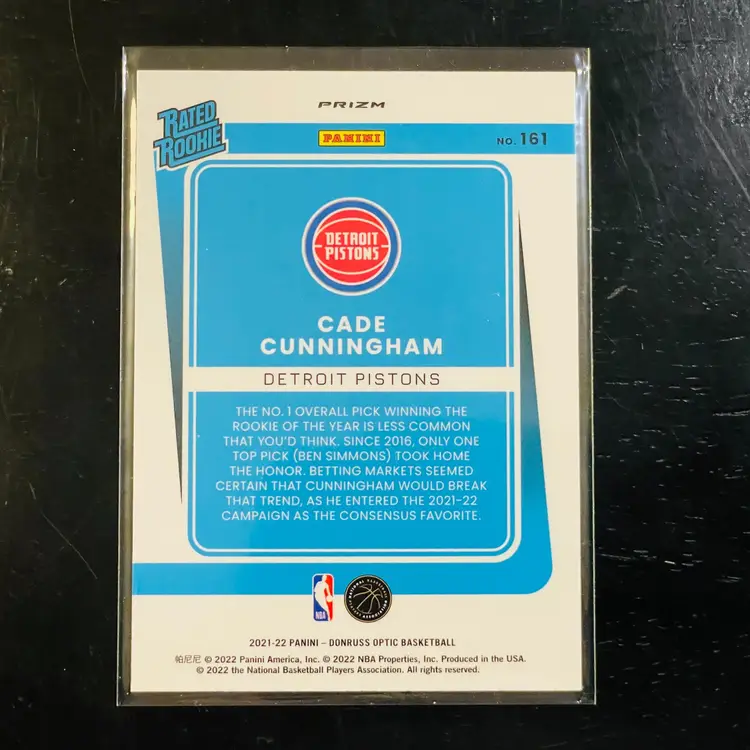 PRIZM
RATED
ROOKIE
PANINI
NO. 161
DETROIT
PISTONS
CADE
CUNNINGHAM
DETROIT PISTONS
THE NO. 1 OVERALL PICK WINNING THE
ROOKIE OF THE YEAR IS LESS COMMON
THAT YOU'D THINK. SINCE 2016, ONLY ONE
TOP PICK (BEN SIMMONS) TOOK HOME
THE HONOR. BETTING MARKETS SEEMED
CERTAIN THAT CUNNINGHAM WOULD BREAK
THAT TREND, AS HE ENTERED THE 2021-22
CAMPAIGN AS THE CONSENSUS FAVORITE.
NBA
NATIONAL BASKETBALL
PLAYERS ASSOCIATION
2021-22 PANINI – DONRUSS OPTIC BASKETBALL
帕尼尼 © 2022 Panini America, Inc. © 2022 NBA Properties, Inc. Produced in the USA.
© 2022 the National Basketball Players Association. All rights reserved.